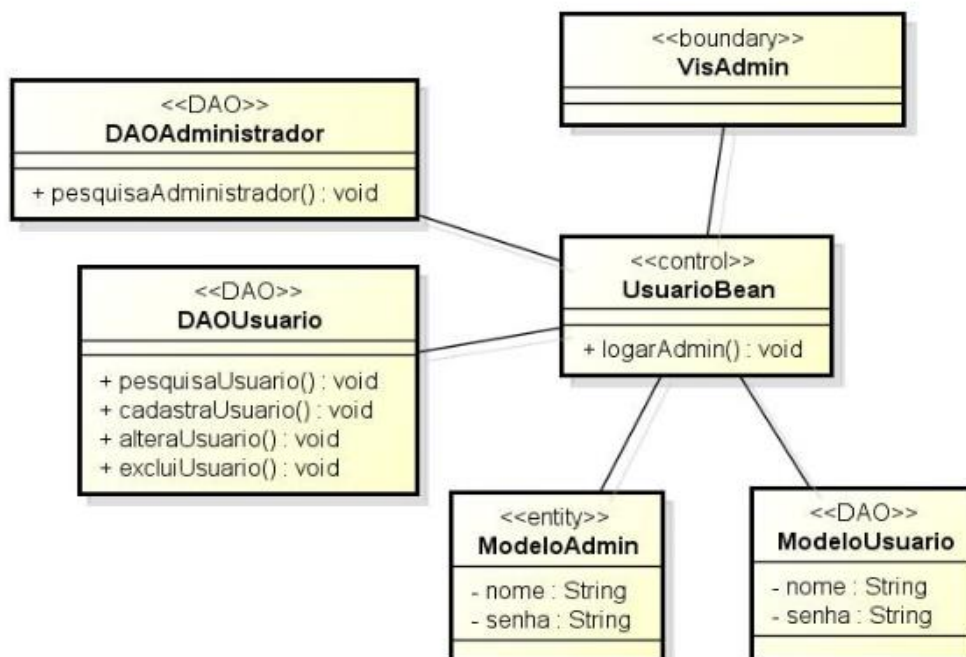 <<boundary>>
VisAdmin
<<DAO>>
DAOAdministrador
+ pesquisaAdministrador() : void
<<control>>
UsuarioBean
+ logarAdmin() : void
<<DAO>>
DAOUsuario
+ pesquisaUsuario() : void
+ cadastraUsuario() : void
+ alteraUsuario() : void
+ excluiUsuario() : void
<<entity>>
ModeloAdmin
- nome : String
- senha : String
<<DAO>>
ModeloUsuario
- nome : String
- senha : String